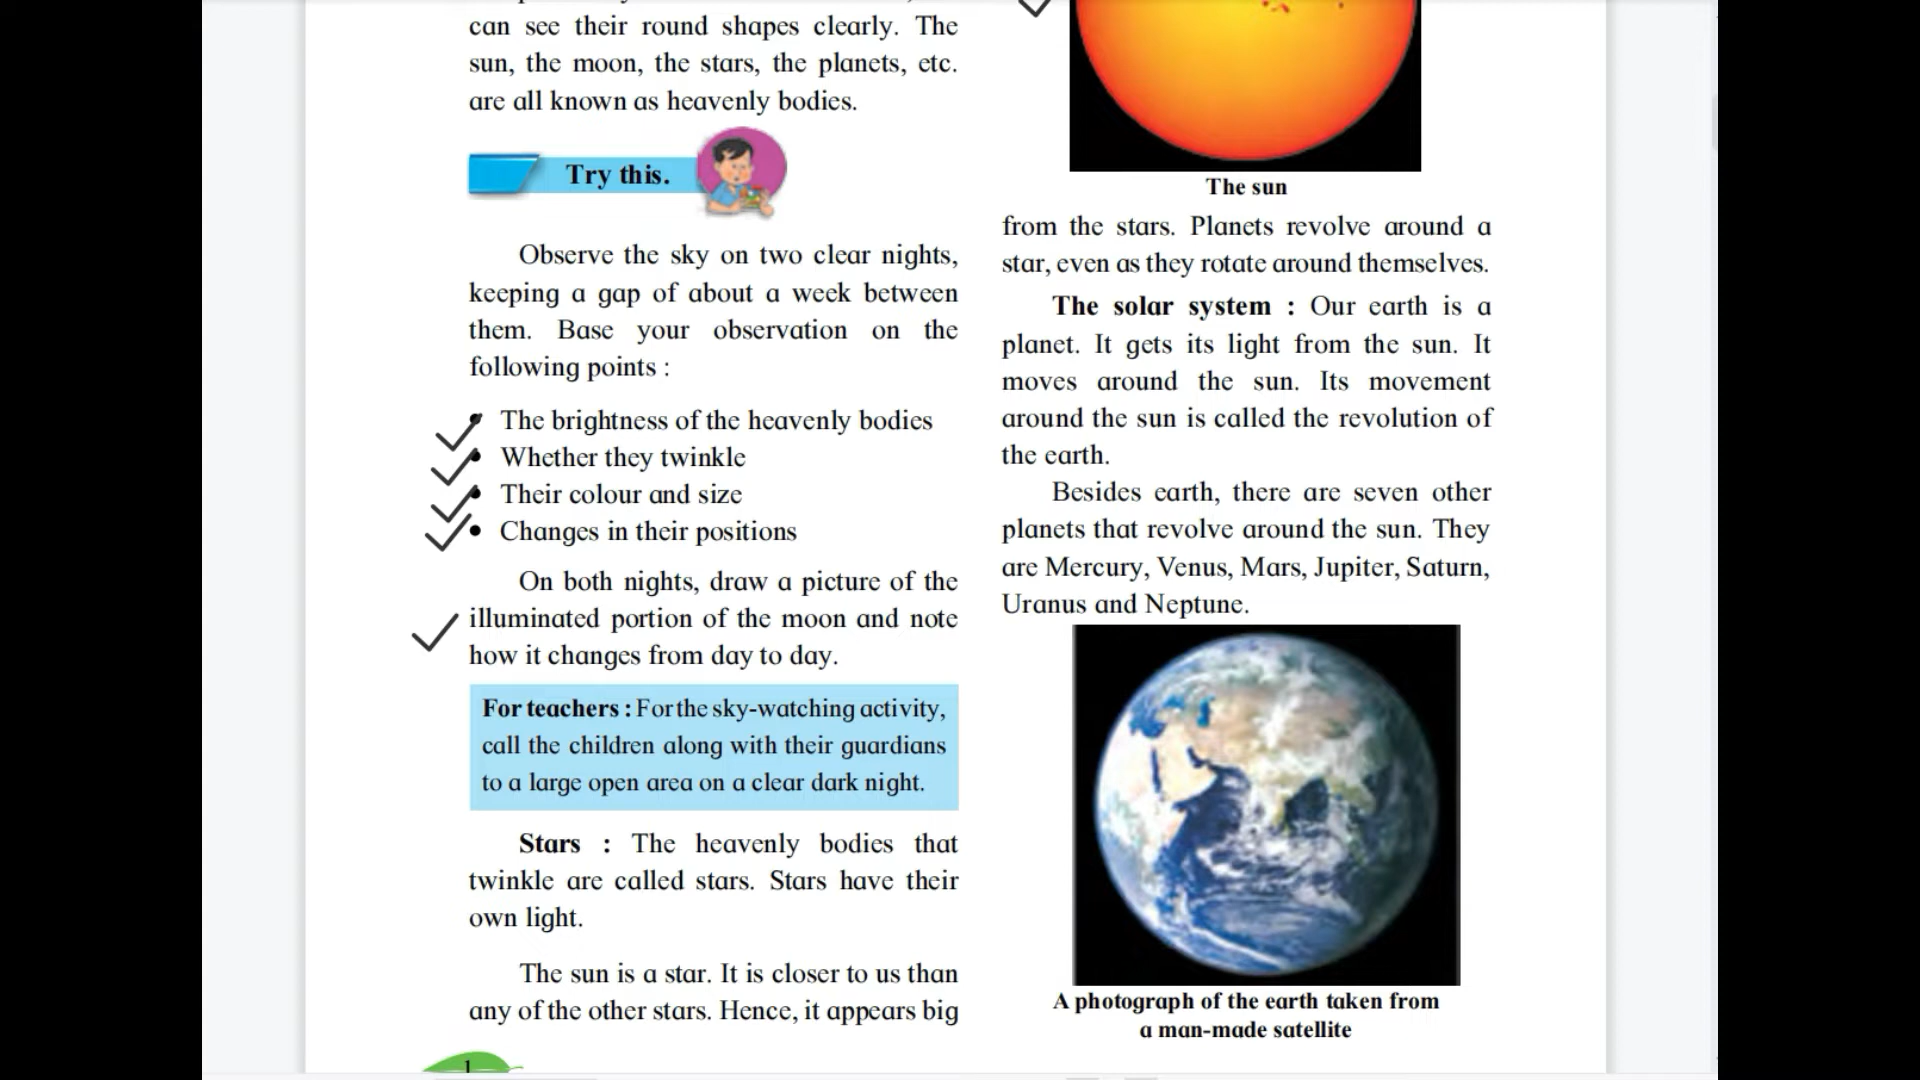 can see their round shapes clearly. The
sun, the moon, the stars, the planets, etc.
are all known as heavenly bodies.
Try this.
Observe the sky on two clear nights,
keeping a gap of about a week between
them. Base your observation on the
following points :
• The brightness of the heavenly bodies
• Whether they twinkle
• Their colour and size
• Changes in their positions
On both nights, draw a picture of the
illuminated portion of the moon and note
how it changes from day to day.
For teachers : For the sky-watching activity,
call the children along with their guardians
to a large open area on a clear dark night.
Stars : The heavenly bodies that
twinkle are called stars. Stars have their
own light.
The sun is a star. It is closer to us than
any of the other stars. Hence, it appears big
The sun
from the stars. Planets revolve around a
star, even as they rotate around themselves.
The solar system : Our earth is a
planet. It gets its light from the sun. It
moves around the sun. Its movement
around the sun is called the revolution of
the earth.
Besides earth, there are seven other
planets that revolve around the sun. They
are Mercury, Venus, Mars, Jupiter, Saturn,
Uranus and Neptune.
A photograph of the earth taken from
a man-made satellite